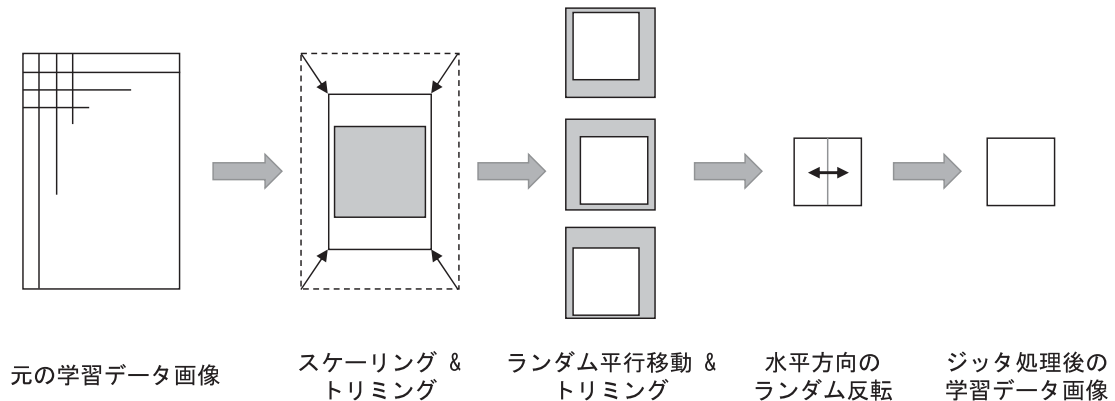 元の学習データ画像
スケーリング &
トリミング
ランダム平行移動 &
トリミング
水平方向の
ランダム反転
ジッタ処理後の
学習データ画像